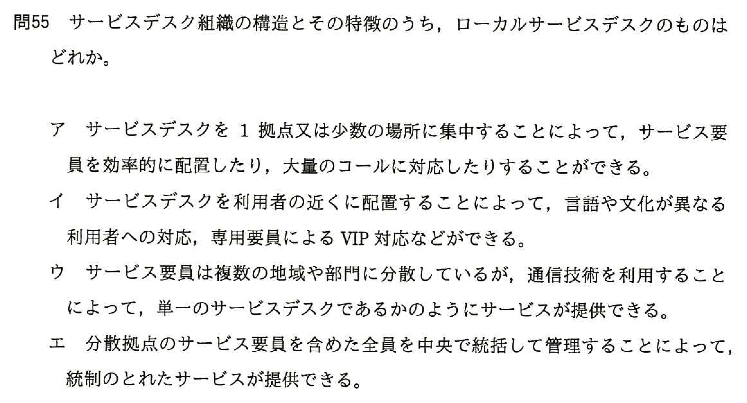 問55 サービスデスク組織の構造とその特徴のうち，ローカルサービスデスクのものは
どれか。
ア サービスデスクを 1 拠点又は少数の場所に集中することによって，サービス要
員を効率的に配置したり，大量のコールに対応したりすることができる。
イ サービスデスクを利用者の近くに配置することによって，言語や文化が異なる
利用者への対応，専用要員による VIP 対応などができる。
ウ サービス要員は複数の地域や部門に分散しているが，通信技術を利用すること
によって，単一のサービスデスクであるかのようにサービスが提供できる。
エ 分散拠点のサービス要員を含めた全員を中央で統括して管理することによって，
統制のとれたサービスが提供できる。